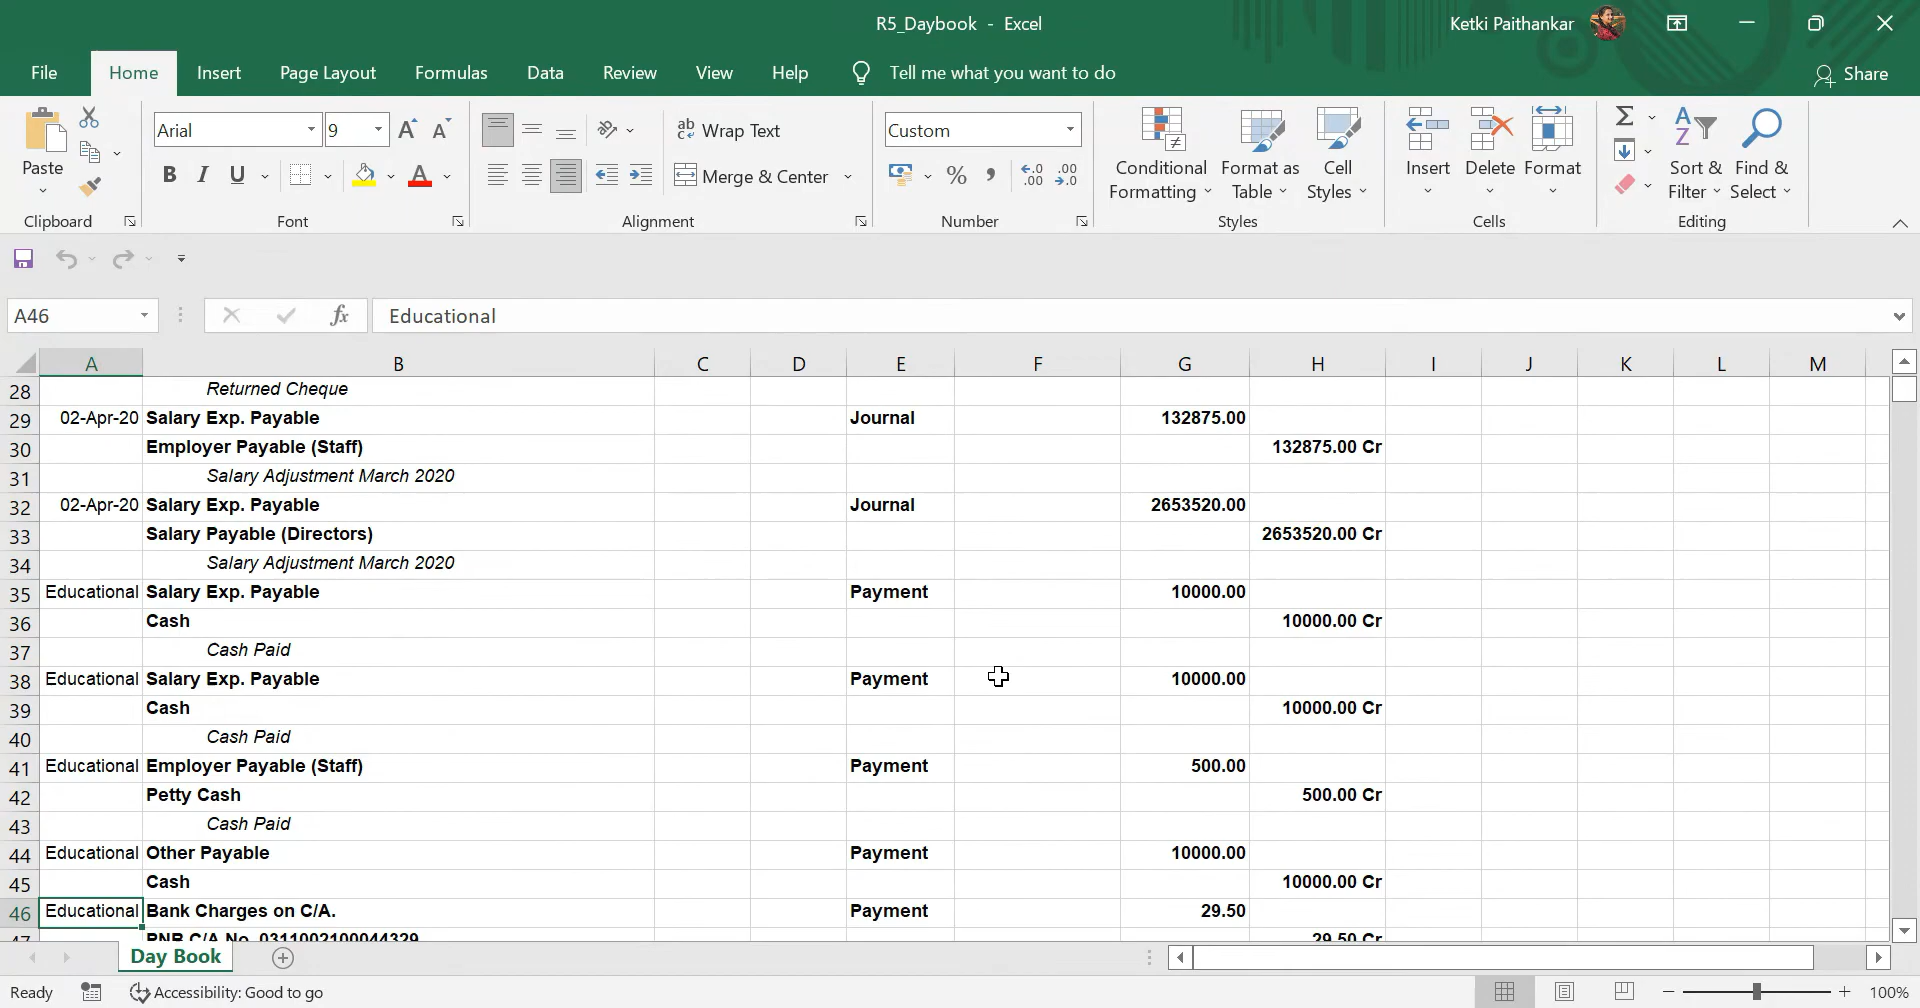 R5_Daybook - Excel
Ketki Paithankar
File Home Insert Page Layout Formulas Data Review View Help Tell me what you want to do Share
Paste
Clipboard
Arial 9
B I U
Font
Wrap Text
Merge & Center
Alignment
Custom
Number
Conditional Formatting
Format as Table
Cell Styles
Styles
Insert Delete Format
Cells
Sort & Filter
Find & Select
Editing
A46 fx Educational
A B C D E F G H I J K L M
28 Returned Cheque
29 02-Apr-20 Salary Exp. Payable Journal 132875.00
30 Employer Payable (Staff) 132875.00 Cr
31 Salary Adjustment March 2020
32 02-Apr-20 Salary Exp. Payable Journal 2653520.00
33 Salary Payable (Directors) 2653520.00 Cr
34 Salary Adjustment March 2020
35 Educational Salary Exp. Payable Payment 10000.00
36 Cash 10000.00 Cr
37 Cash Paid
38 Educational Salary Exp. Payable Payment 10000.00
39 Cash 10000.00 Cr
40 Cash Paid
41 Educational Employer Payable (Staff) Payment 500.00
42 Petty Cash 500.00 Cr
43 Cash Paid
44 Educational Other Payable Payment 10000.00
45 Cash 10000.00 Cr
46 Educational Bank Charges on C/A. Payment 29.50
47 PNB C/A No. 0311002100044329 29.50 Cr
Day Book
Ready Accessibility: Good to go 100%